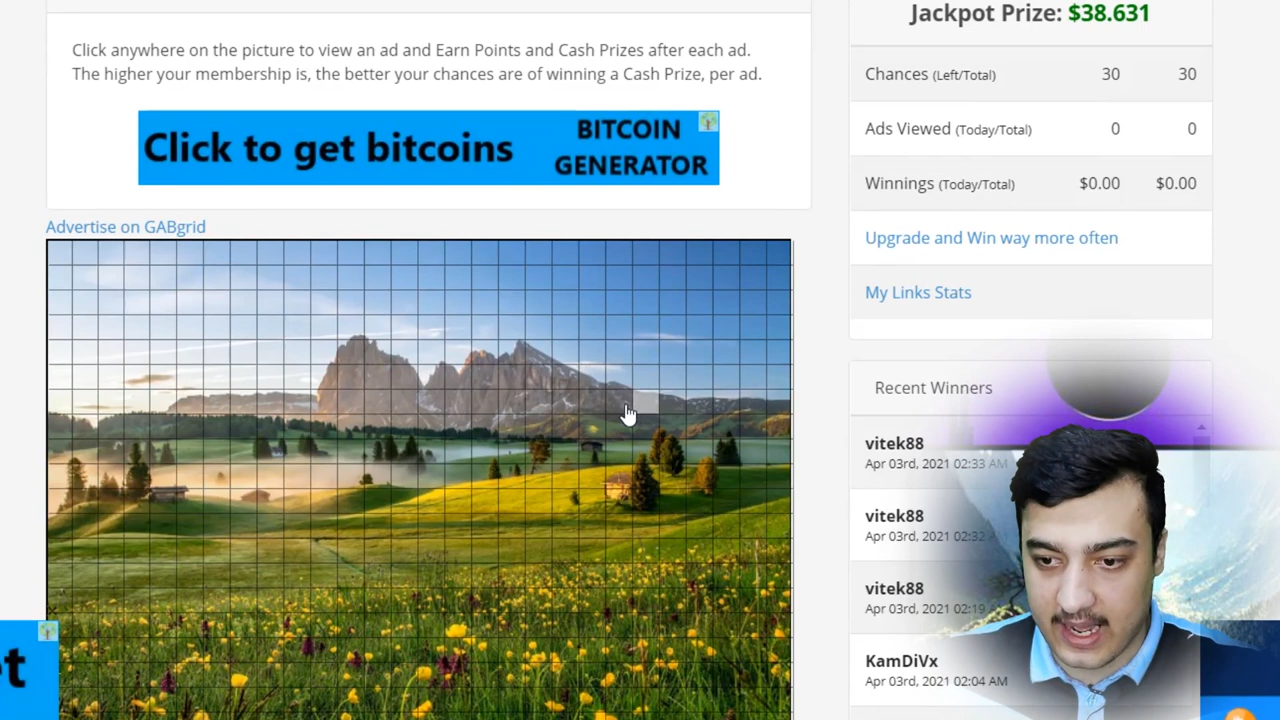 Jackpot Prize: $38.631
Click anywhere on the picture to view an ad and Earn Points and Cash Prizes after each ad.
The higher your membership is, the better your chances are of winning a Cash Prize, per ad.
Click to get bitcoins
BITCOIN
GENERATOR
Advertise on GABgrid
Chances (Left/Total) 30 30
Ads Viewed (Today/Total) 0 0
Winnings (Today/Total) $0.00 $0.00
Upgrade and Win way more often
My Links Stats
Recent Winners
vitek88
Apr 03rd, 2021 02:33 AM
vitek88
Apr 03rd, 2021 02:32
vitek88
Apr 03rd, 2021 02:19
KamDiVx
Apr 03rd, 2021 02:04 AM